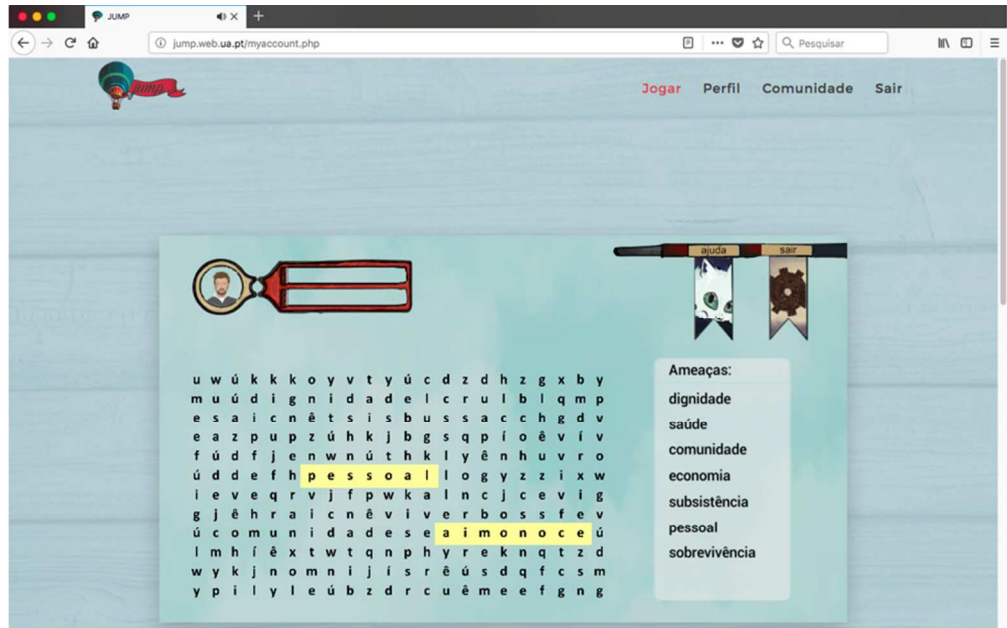 JUMP
jump.web.ua.pt/myaccount.php
Pesquisar
jump
Jogar Perfil Comunidade Sair
ajuda sair
u w ú k k k o y v t y ú c d z d h z g x b y
m u ú d i g n i d a d e l c r u l b l q m p
e s a i c n ê t s i s b u s s a c c h g d v
e a z p u p z ú h k j b g s q p í o ê v í v
f ú d f j e n w n ú t h k l y ê n h u v r o
ú d d e f h p e s s o a l l o g y z z i x w
i e v e q r v j f p w k a l n c j c e v i g
g j ê h r a i c n ê v i v e r b o s s f e v
ú c o m u n i d a d e s e a i m o n o c e ú
l m h í ê x t w t q n p h y r e k n q t z d
w y k j n o m n i j í s r ê ú s d q f c s m
y p i l y l e ú b z d r c u ê m e e f g n g
Ameaças:
dignidade
saúde
comunidade
economia
subsistência
pessoal
sobrevivência